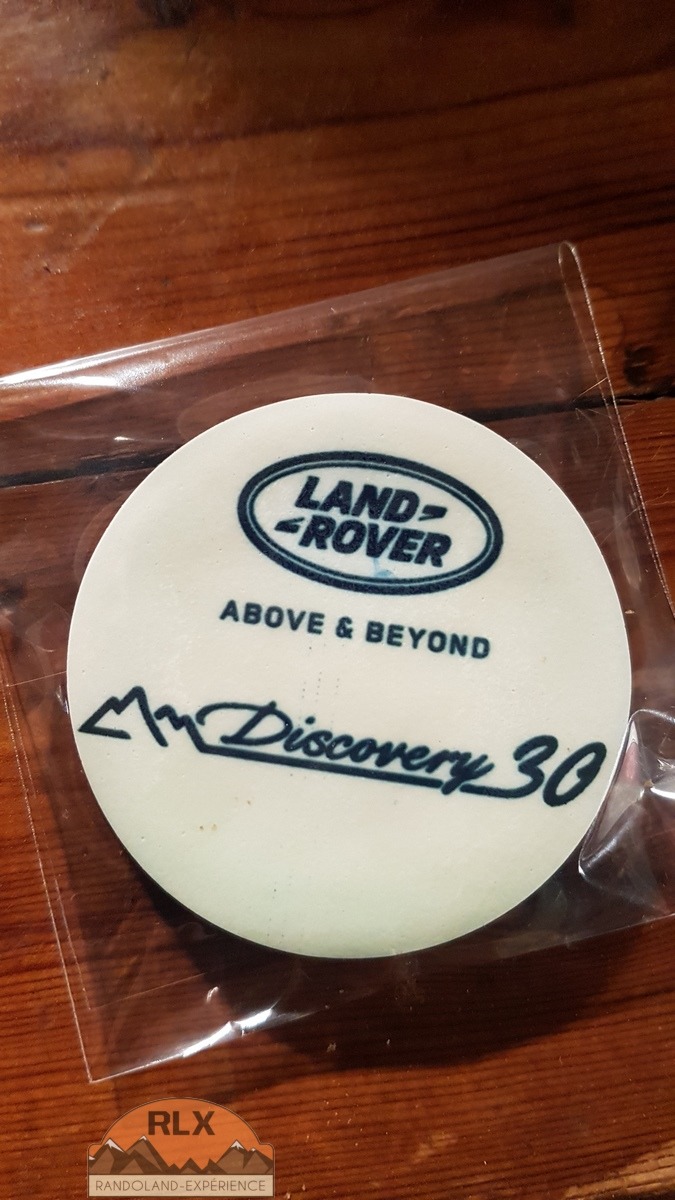 LAND-
-ROVER
ABOVE & BEYOND
Discovery 30
RLX
RANDOLAND-EXPÉRIENCE